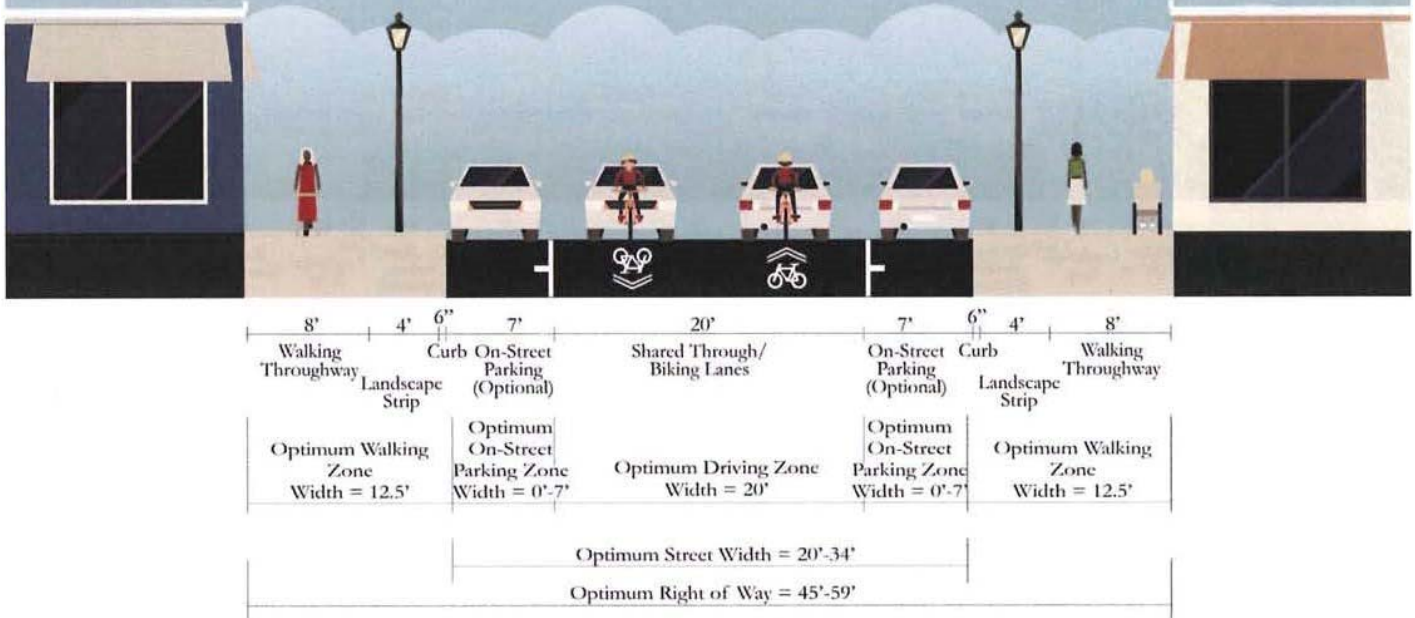 8' 4' 6" 7' 20' 7' 6" 4' 8'
Walking
Throughway
Landscape
Strip
Curb
On-Street
Parking
(Optional)
Shared Through/
Biking Lanes
On-Street
Parking
(Optional)
Curb
Landscape
Strip
Walking
Throughway
Optimum Walking
Zone
Width = 12.5'
Optimum
On-Street
Parking Zone
Width = 0'-7'
Optimum Driving Zone
Width = 20'
Optimum
On-Street
Parking Zone
Width = 0'-7'
Optimum Walking
Zone
Width = 12.5'
Optimum Street Width = 20'-34'
Optimum Right of Way = 45'-59'